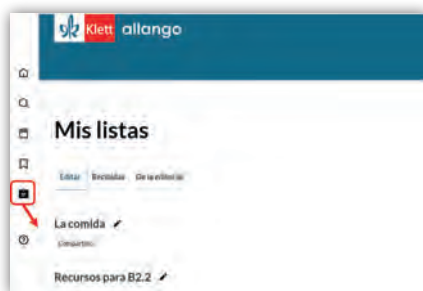 Klett allango
Mis listas
Editar Recibidas De la editorial
La comida
Compartir
Recursos para B2.2